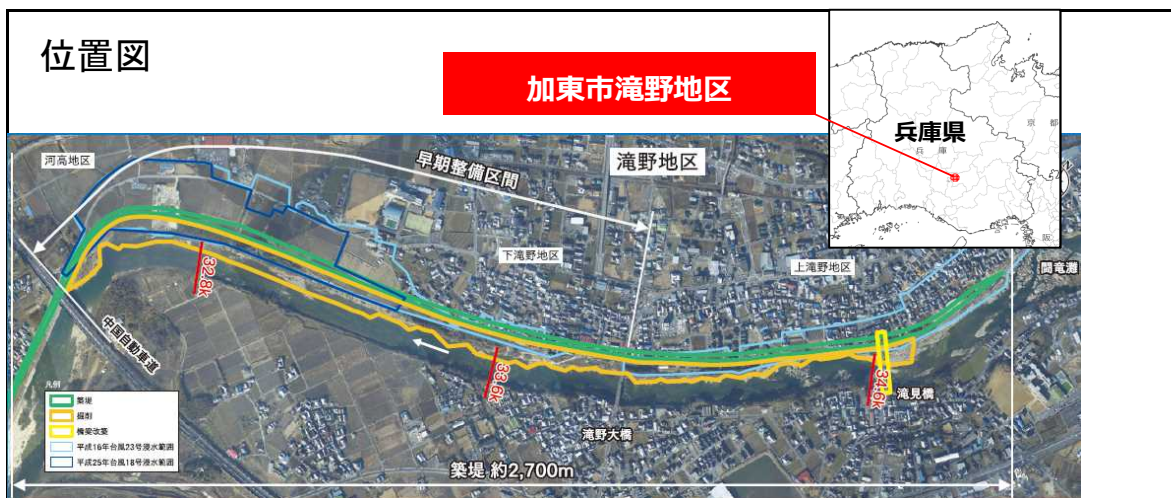 位置図
加東市滝野地区
兵庫県
兵 庫
京 都
阪
河高地区
早期整備区間
滝野地区
下滝野地区
上滝野地区
闘竜灘
32.8k
33.6k
34.6k
中国自動車道
滝見橋
滝野大橋
凡例
築堤
掘削
橋梁改築
平成16年台風23号浸水範囲
平成25年台風18号浸水範囲
築堤 約2,700m